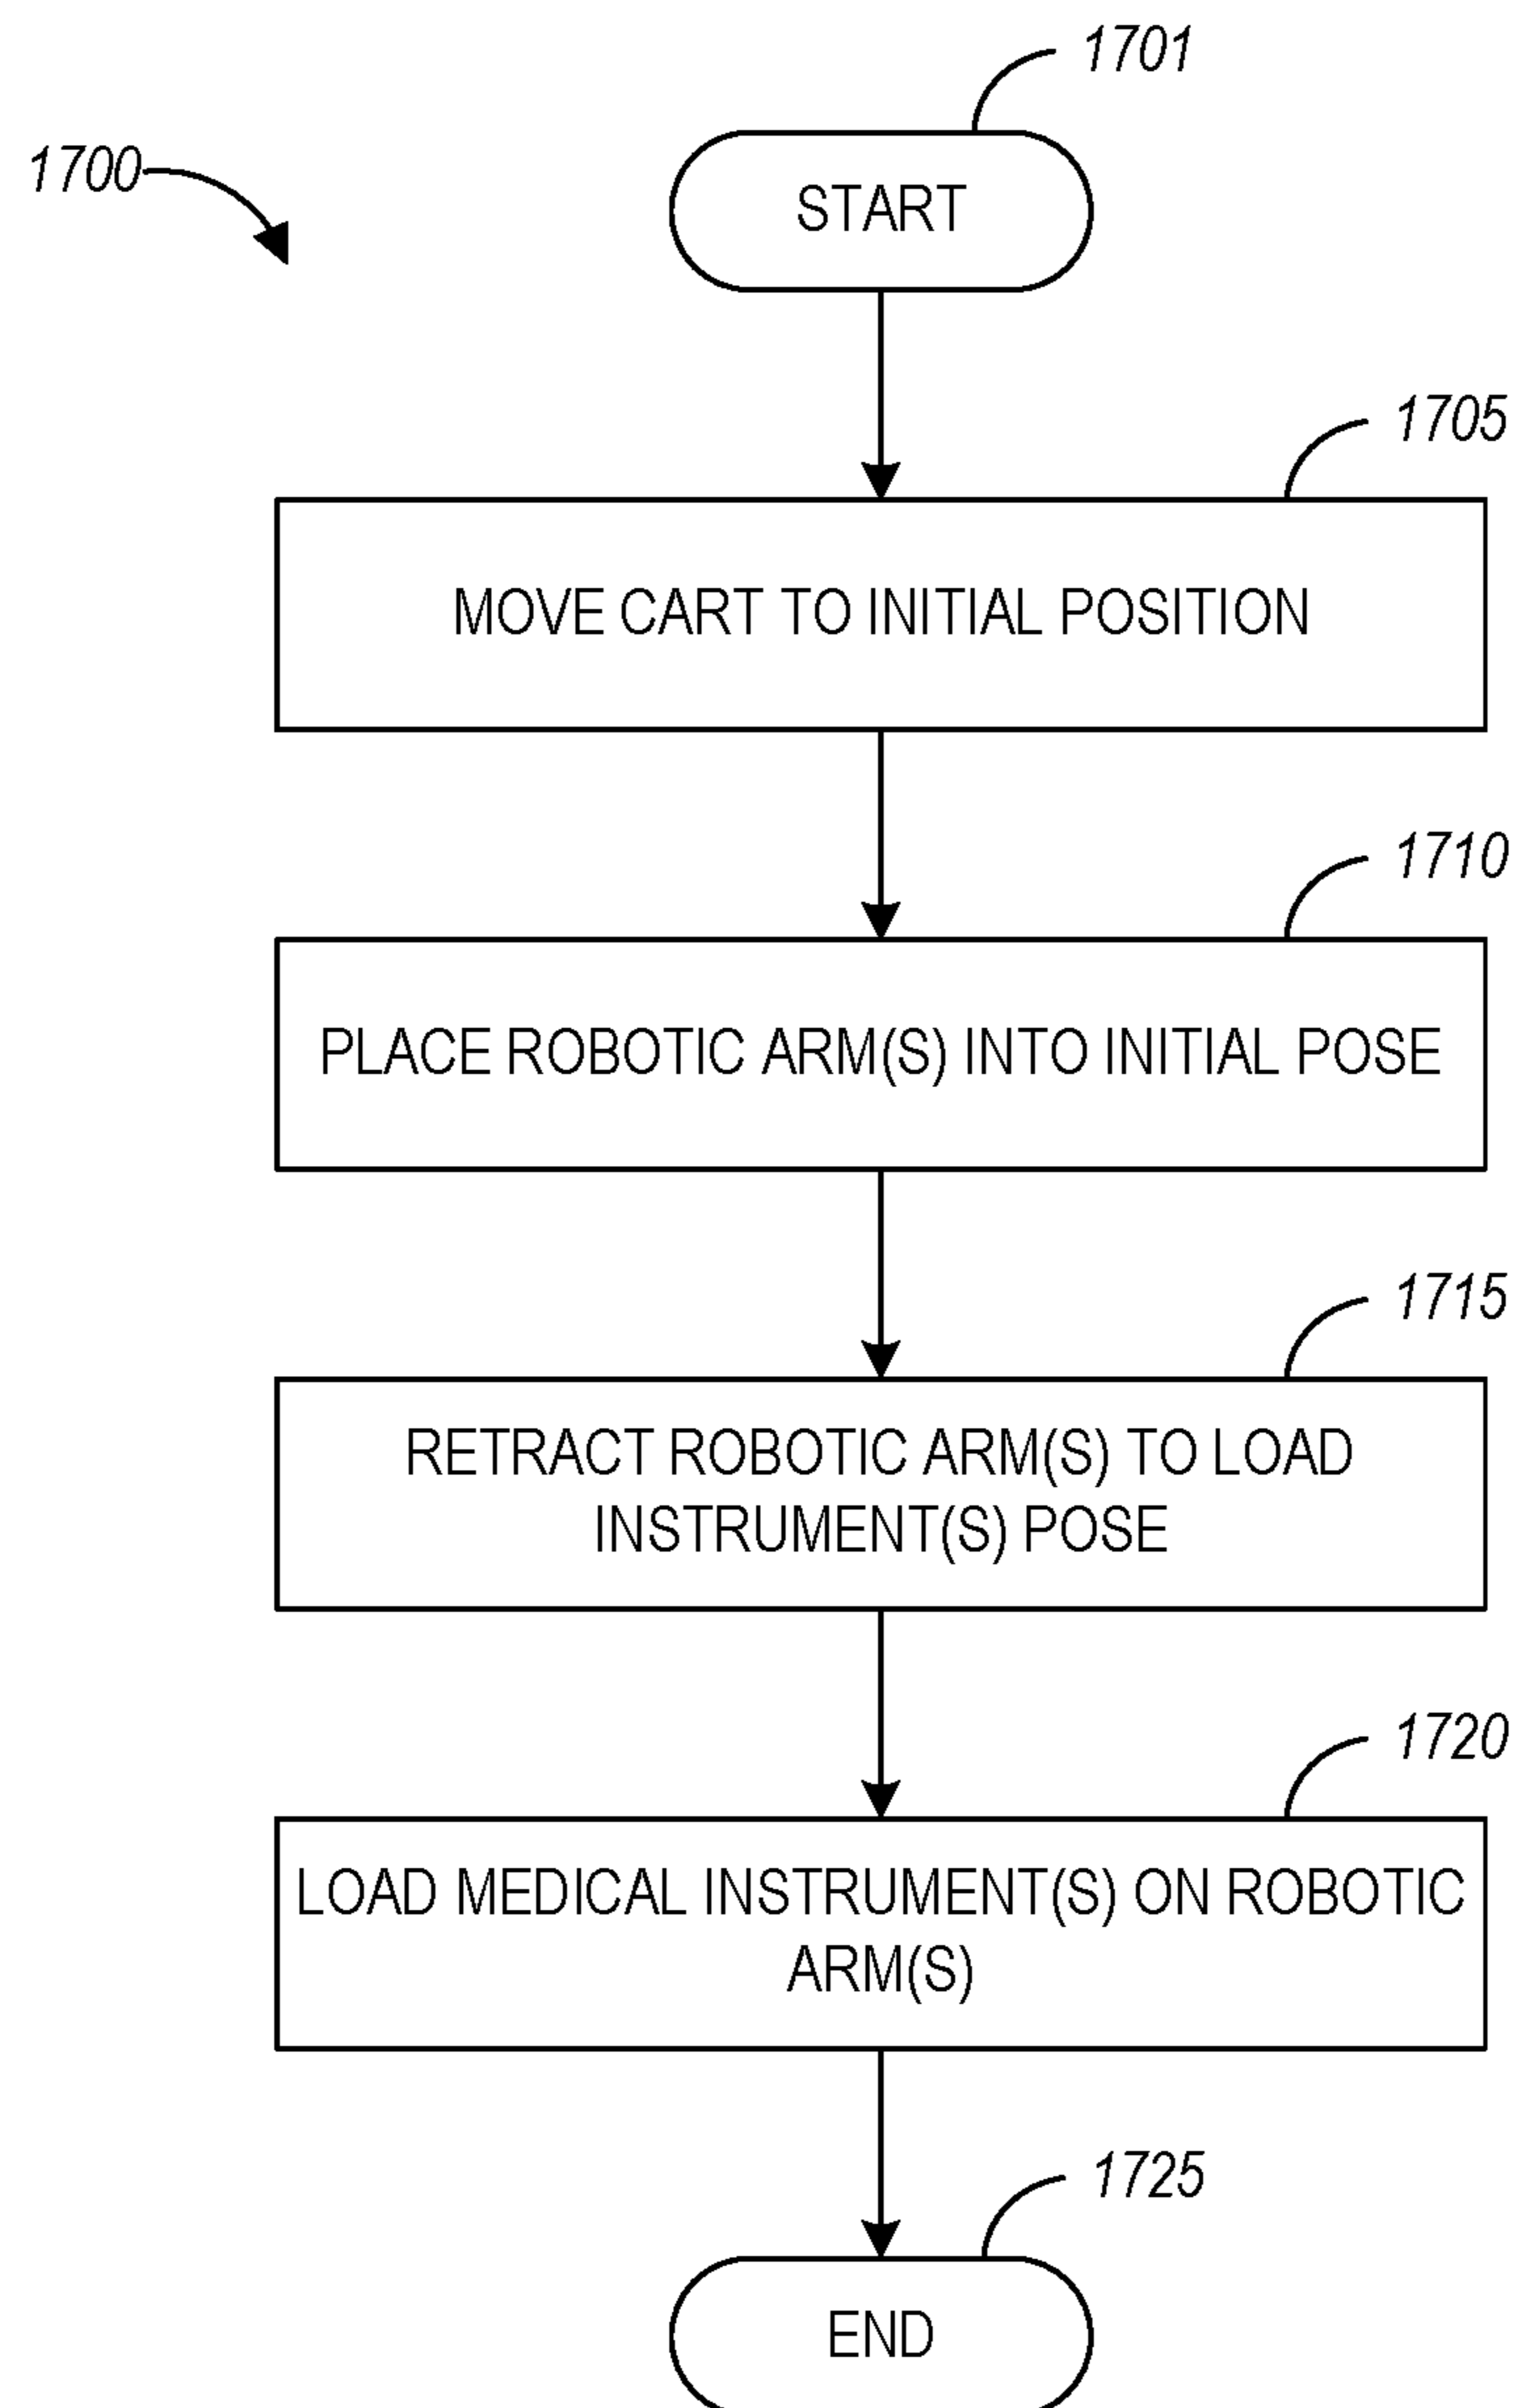 1701
1700
START
1705
MOVE CART TO INITIAL POSITION
1710
PLACE ROBOTIC ARM(S) INTO INITIAL POSE
1715
RETRACT ROBOTIC ARM(S) TO LOAD
INSTRUMENT(S) POSE
1720
LOAD MEDICAL INSTRUMENT(S) ON ROBOTIC
ARM(S)
1725
END